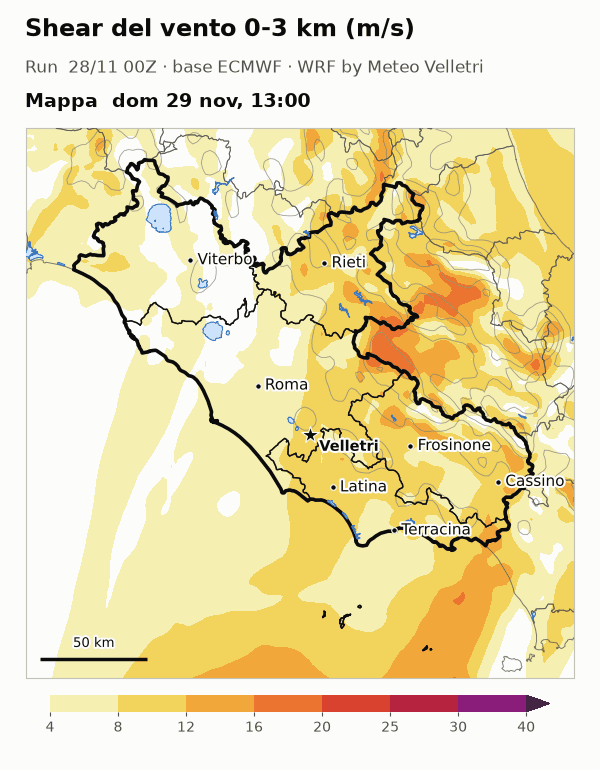 Shear del vento 0-3 km (m/s)
Run  28/11 00Z · base ECMWF · WRF by Meteo Velletri
Mappa  dom 29 nov, 13:00
Viterbo
Rieti
Roma
Velletri
Frosinone
Latina
Cassino
Terracina
50 km
4 8 12 16 20 25 30 40